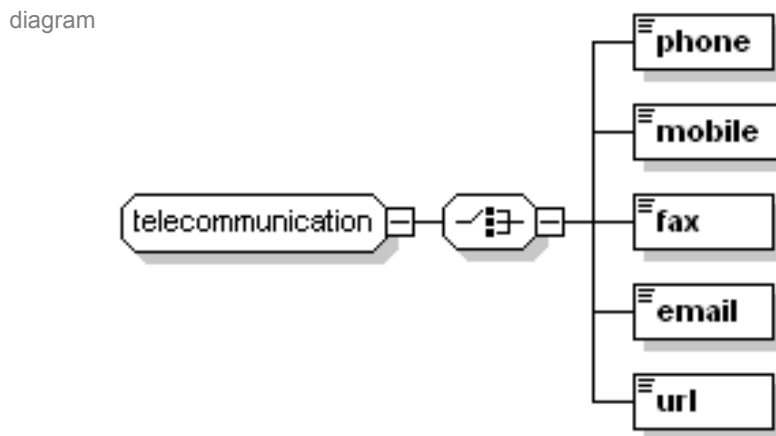 diagram
phone
mobile
telecommunication
fax
email
url